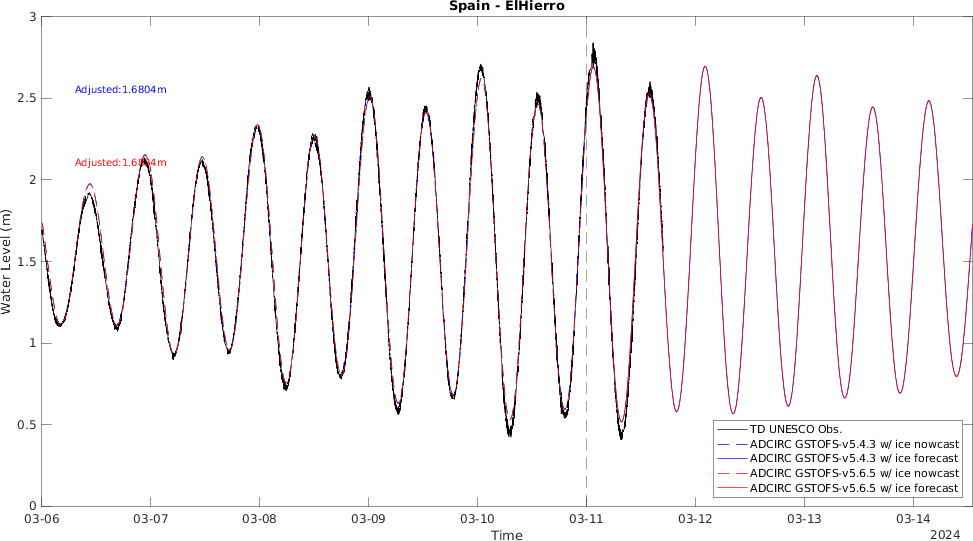 Spain - ElHierro
3
2.5
2
1.5
1
0.5
0
Water Level (m)
Adjusted:1.6804m
Adjusted:1.6804m
03-06
03-07
03-08
03-09
03-10
03-11
03-12
03-13
03-14
Time
2024
TD UNESCO Obs.
ADCIRC GSTOFS-v5.4.3 w/ ice nowcast
ADCIRC GSTOFS-v5.4.3 w/ ice forecast
ADCIRC GSTOFS-v5.6.5 w/ ice nowcast
ADCIRC GSTOFS-v5.6.5 w/ ice forecast